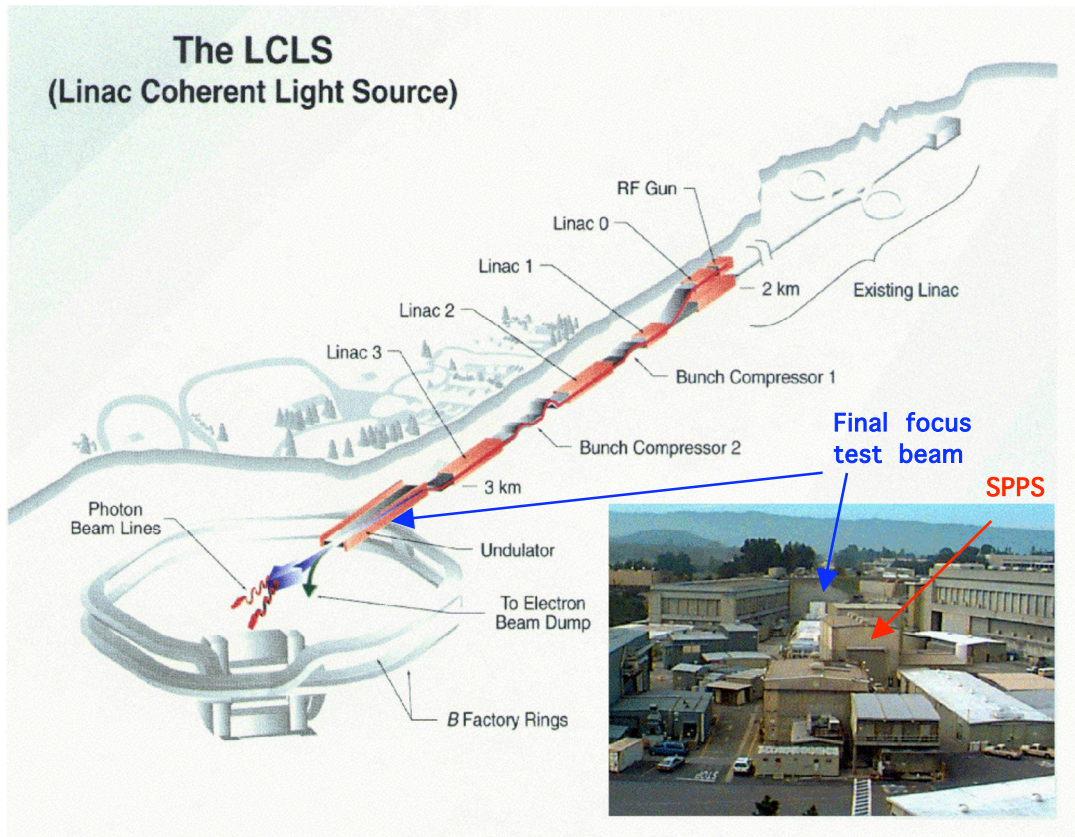 The LCLS
(Linac Coherent Light Source)
RF Gun
Linac 0
Linac 1
2 km
Existing Linac
Linac 2
Linac 3
Bunch Compressor 1
Final focus
test beam
Bunch Compressor 2
SPPS
3 km
Photon
Beam Lines
Undulator
To Electron
Beam Dump
B Factory Rings